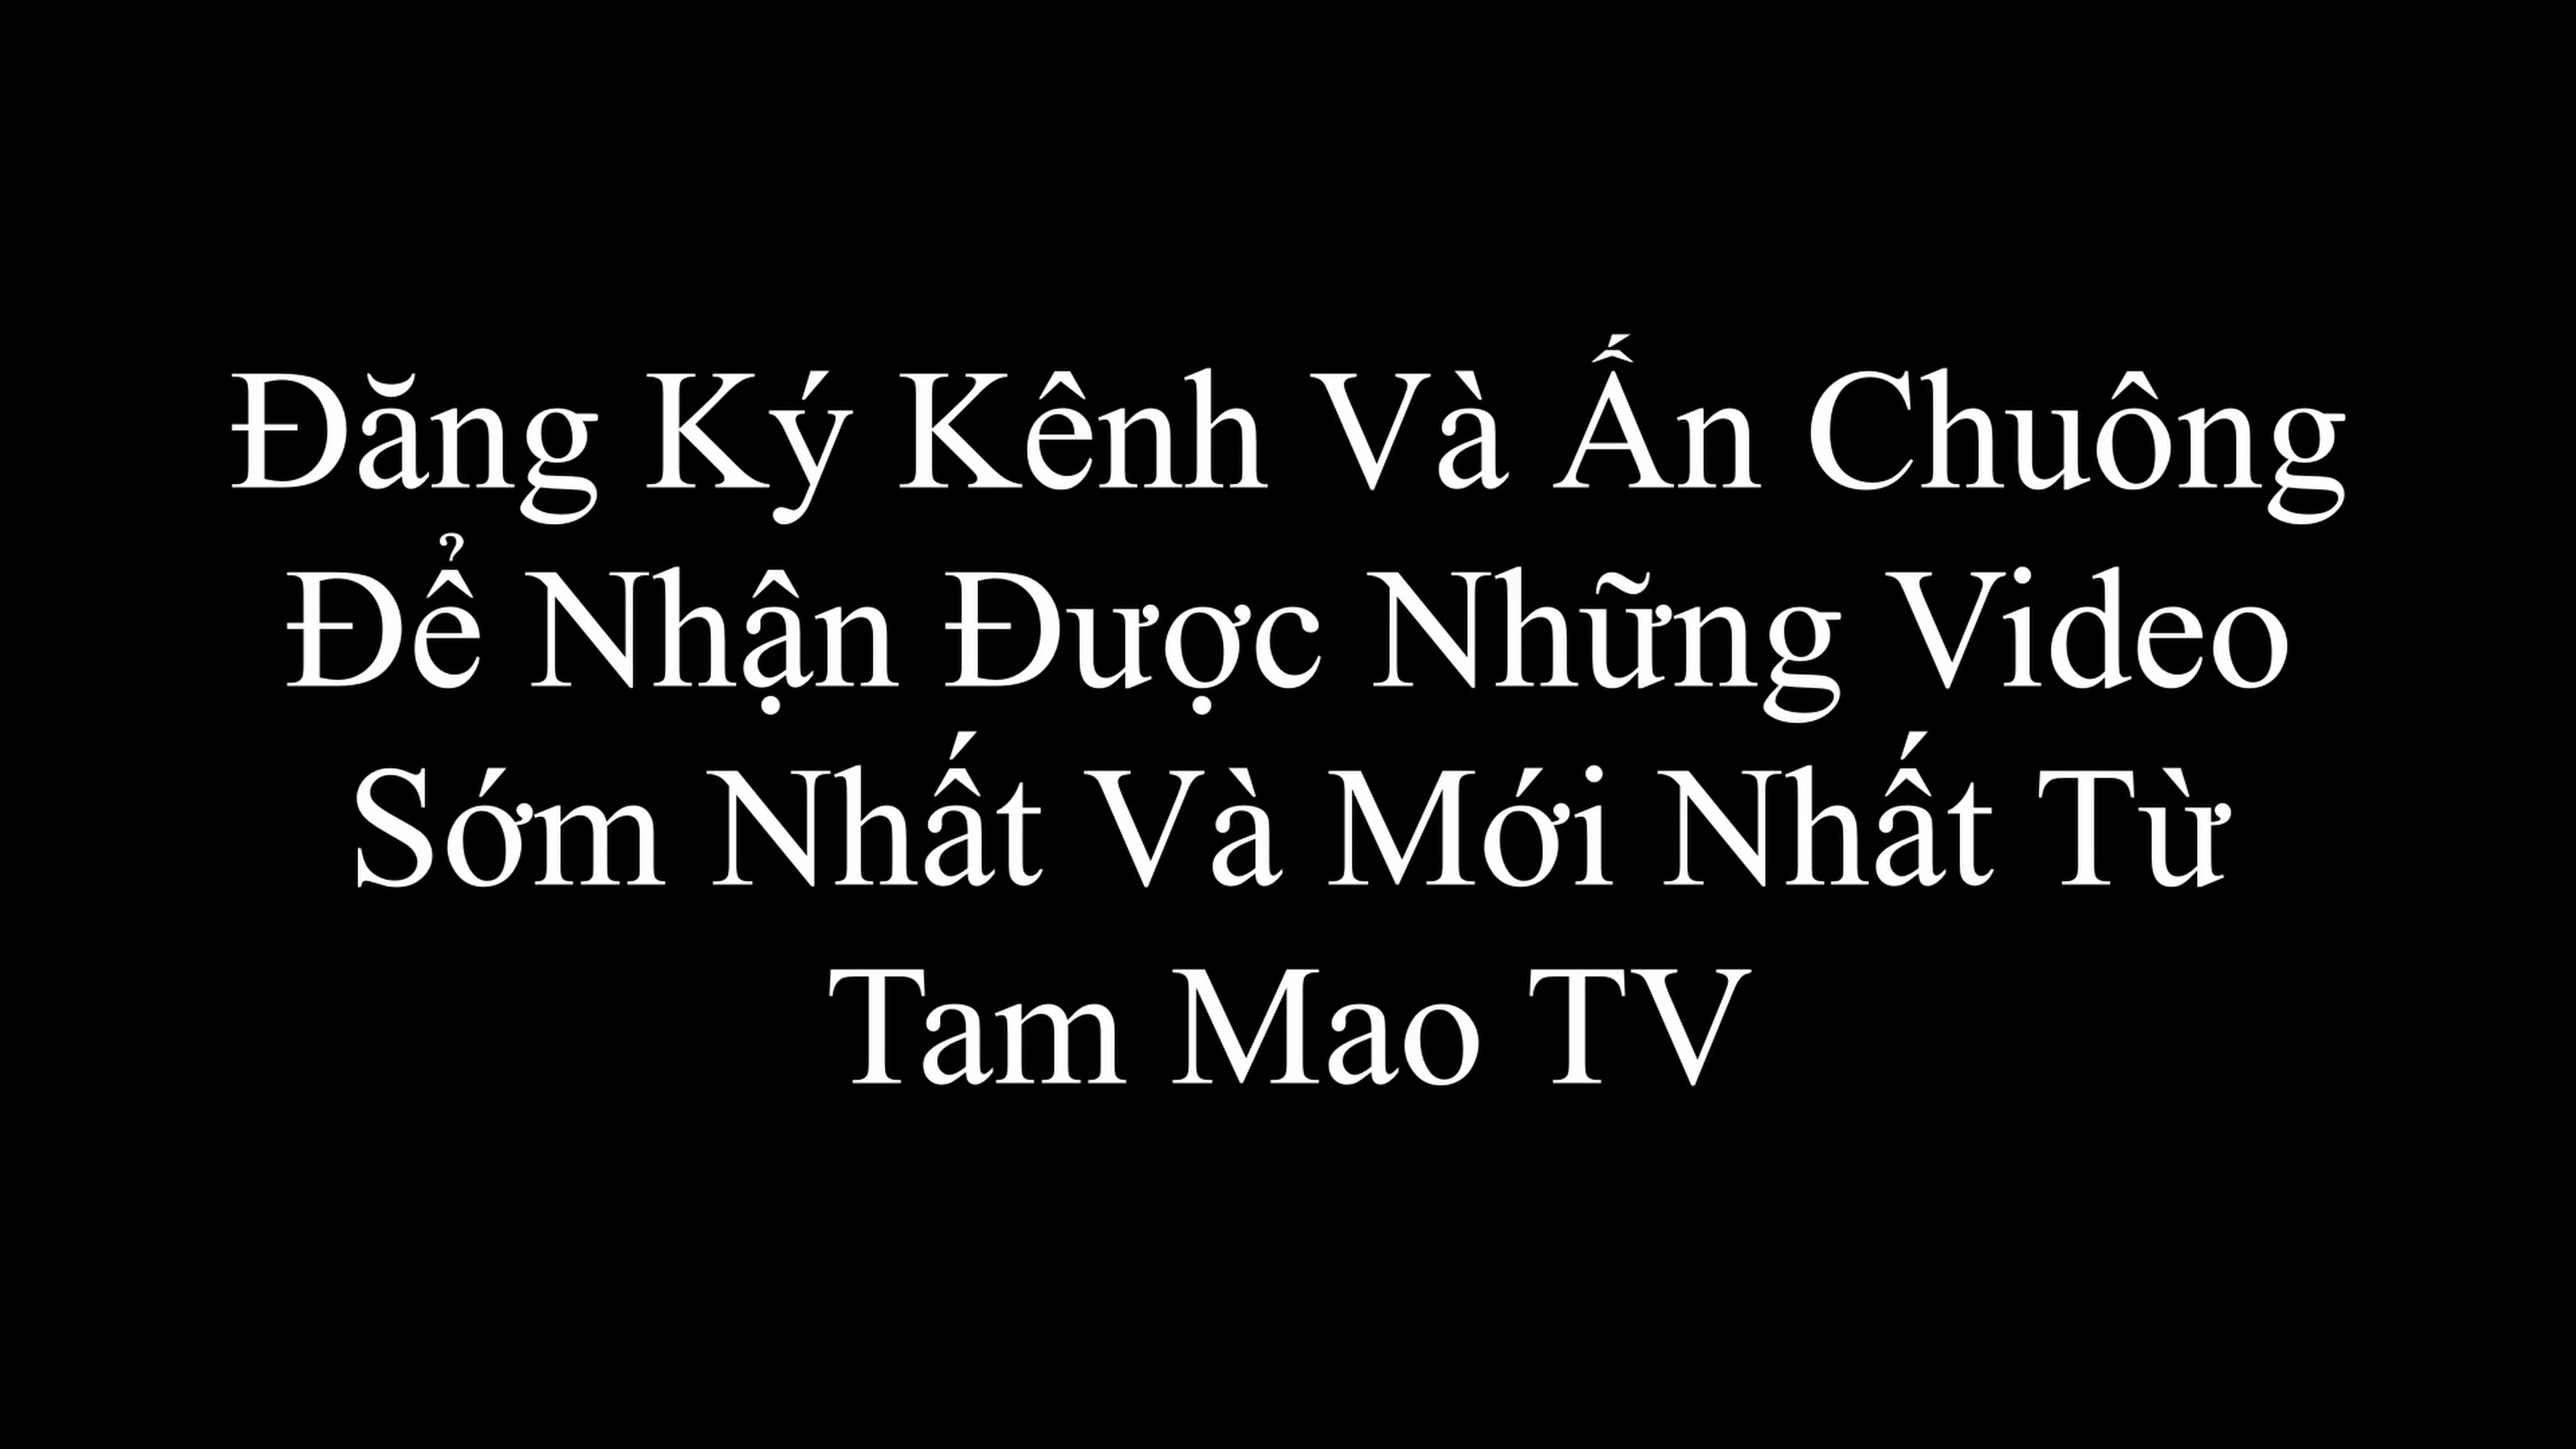 Đăng Ký Kênh Và Ấn Chuông
Để Nhận Được Những Video
Sớm Nhất Và Mới Nhất Từ
Tam Mao TV